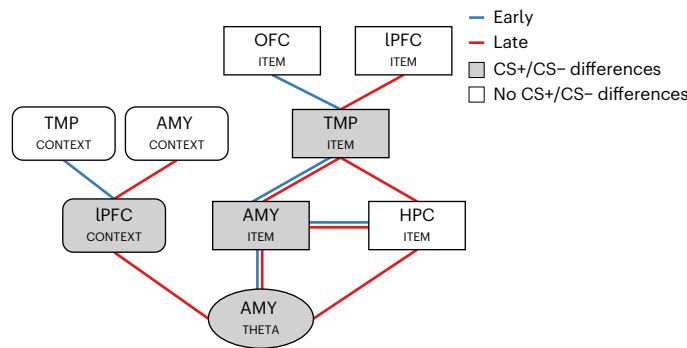 OFC
ITEM
lPFC
ITEM
Early
Late
CS+/CS− differences
No CS+/CS− differences
TMP
CONTEXT
AMY
CONTEXT
TMP
ITEM
lPFC
CONTEXT
AMY
ITEM
HPC
ITEM
AMY
THETA